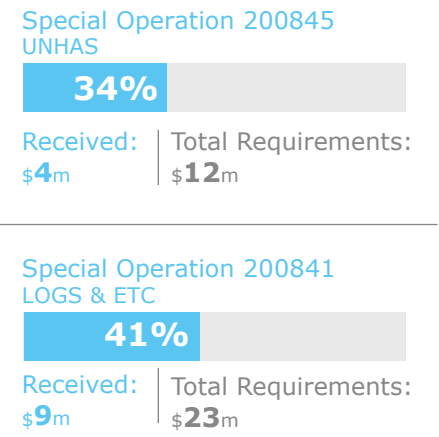 Special Operation 200845
UNHAS
34%
Received: Total Requirements:
$4m $12m
Special Operation 200841
LOGS & ETC
41%
Received: Total Requirements:
$9m $23m